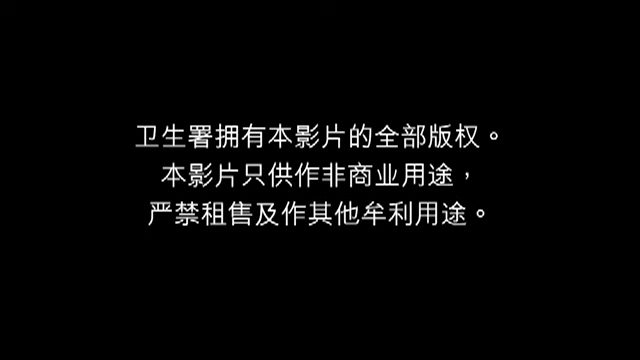 卫生署拥有本影片的全部版权。
本影片只供作非商业用途，
严禁租售及作其他牟利用途。